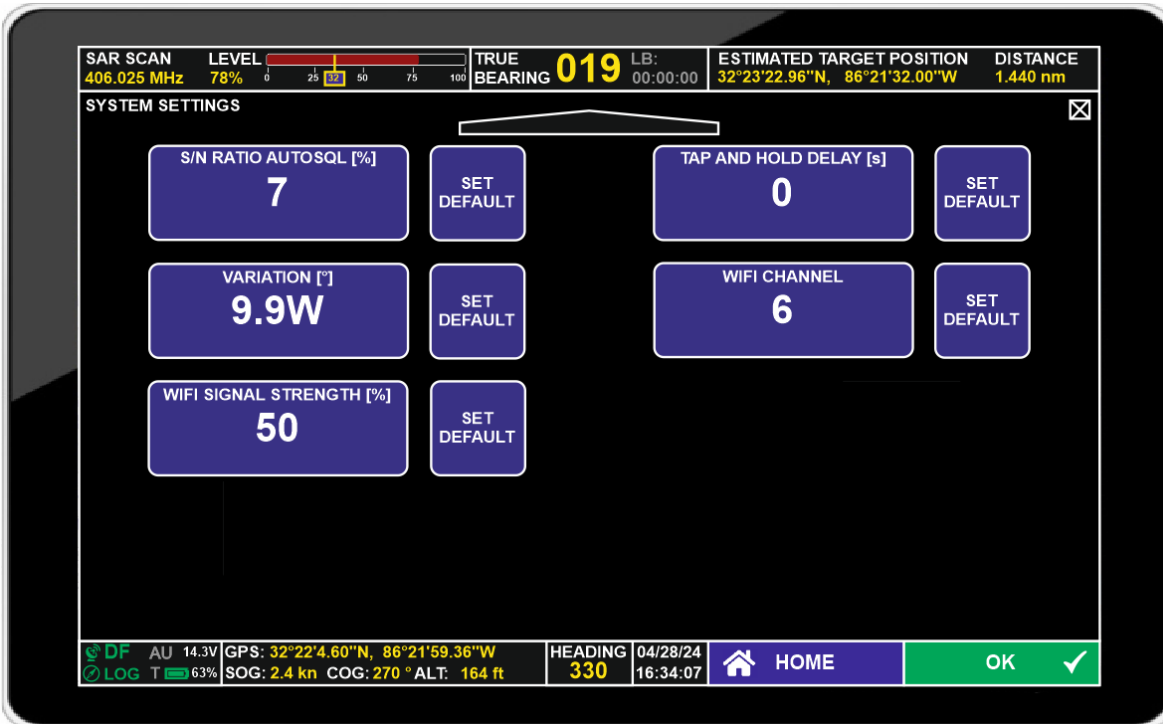 SAR SCAN LEVEL TRUE LB: ESTIMATED TARGET POSITION DISTANCE
406.025 MHz 78% 0 25 32 50 75 100 BEARING 019 00:00:00 32°23'22.96"N, 86°21'32.00"W 1.440 nm
SYSTEM SETTINGS
S/N RATIO AUTOSQL [%]
7
SET
DEFAULT
TAP AND HOLD DELAY [s]
0
SET
DEFAULT
VARIATION [°]
9.9W
SET
DEFAULT
WIFI CHANNEL
6
SET
DEFAULT
WIFI SIGNAL STRENGTH [%]
50
SET
DEFAULT
DF AU 14.3V GPS: 32°22'4.60"N, 86°21'59.36"W HEADING 04/28/24 HOME OK
LOG T 63% SOG: 2.4 kn COG: 270 ° ALT: 164 ft 330 16:34:07